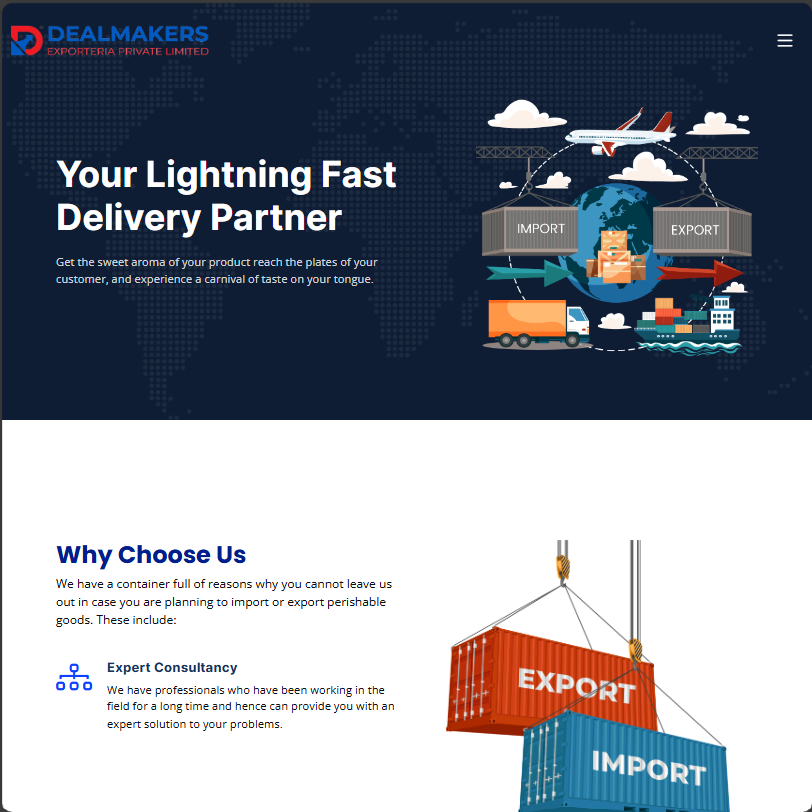 DEALMAKERS
EXPORTERIA PRIVATE LIMITED
Your Lightning Fast
Delivery Partner
Get the sweet aroma of your product reach the plates of your
customer, and experience a carnival of taste on your tongue.
IMPORT
EXPORT
Why Choose Us
We have a container full of reasons why you cannot leave us
out in case you are planning to import or export perishable
goods. These include:
Expert Consultancy
We have professionals who have been working in the
field for a long time and hence can provide you with an
expert solution to your problems.
EXPORT
IMPORT